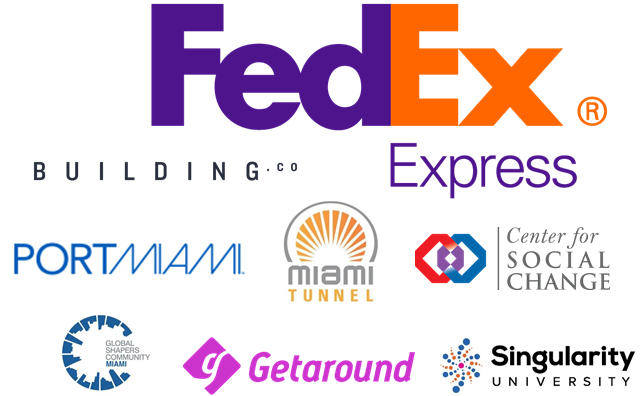 FedEx®
Express
BUILDING.CO
PORTMIAMI
MIAMI
TUNNEL
Center for
SOCIAL
CHANGE
GLOBAL
SHAPERS
COMMUNITY
MIAMI
Getaround
Singularity
UNIVERSITY